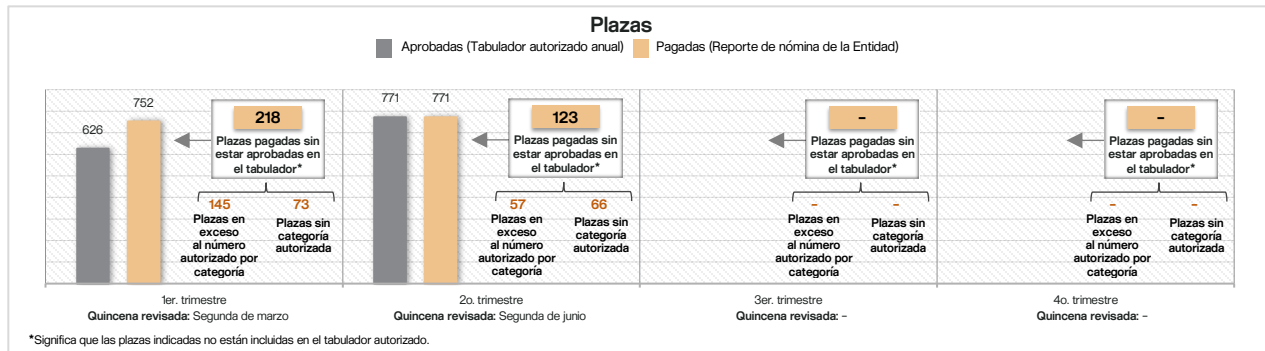 Plazas
Aprobadas (Tabulador autorizado anual)
Pagadas (Reporte de nómina de la Entidad)
626
752
218
Plazas pagadas sin
estar aprobadas en
el tabulador*
145
Plazas en
exceso
al número
autorizado por
categoría
73
Plazas sin
categoría
autorizada
1er. trimestre
Quincena revisada: Segunda de marzo
771
771
123
Plazas pagadas sin
estar aprobadas en
el tabulador*
57
Plazas en
exceso
al número
autorizado por
categoría
66
Plazas sin
categoría
autorizada
2o. trimestre
Quincena revisada: Segunda de junio
-
Plazas pagadas sin
estar aprobadas en
el tabulador*
-
Plazas en
exceso
al número
autorizado por
categoría
-
Plazas sin
categoría
autorizada
3er. trimestre
Quincena revisada: -
-
Plazas pagadas sin
estar aprobadas en
el tabulador*
-
Plazas en
exceso
al número
autorizado por
categoría
-
Plazas sin
categoría
autorizada
4o. trimestre
Quincena revisada: -
*Significa que las plazas indicadas no están incluidas en el tabulador autorizado.